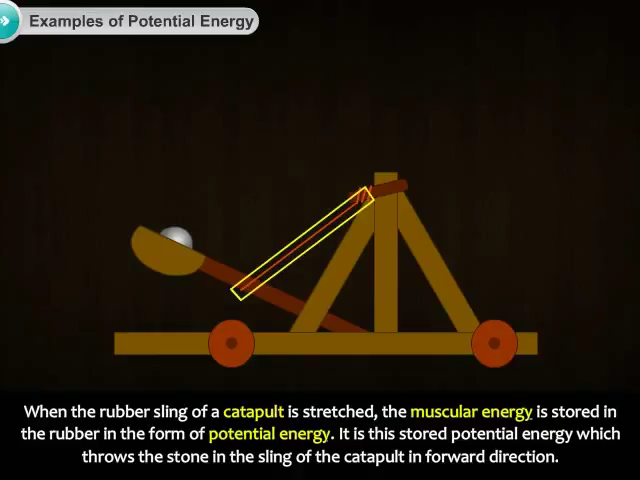 Examples of Potential Energy
When the rubber sling of a catapult is stretched, the muscular energy is stored in
the rubber in the form of potential energy. It is this stored potential energy which
throws the stone in the sling of the catapult in forward direction.